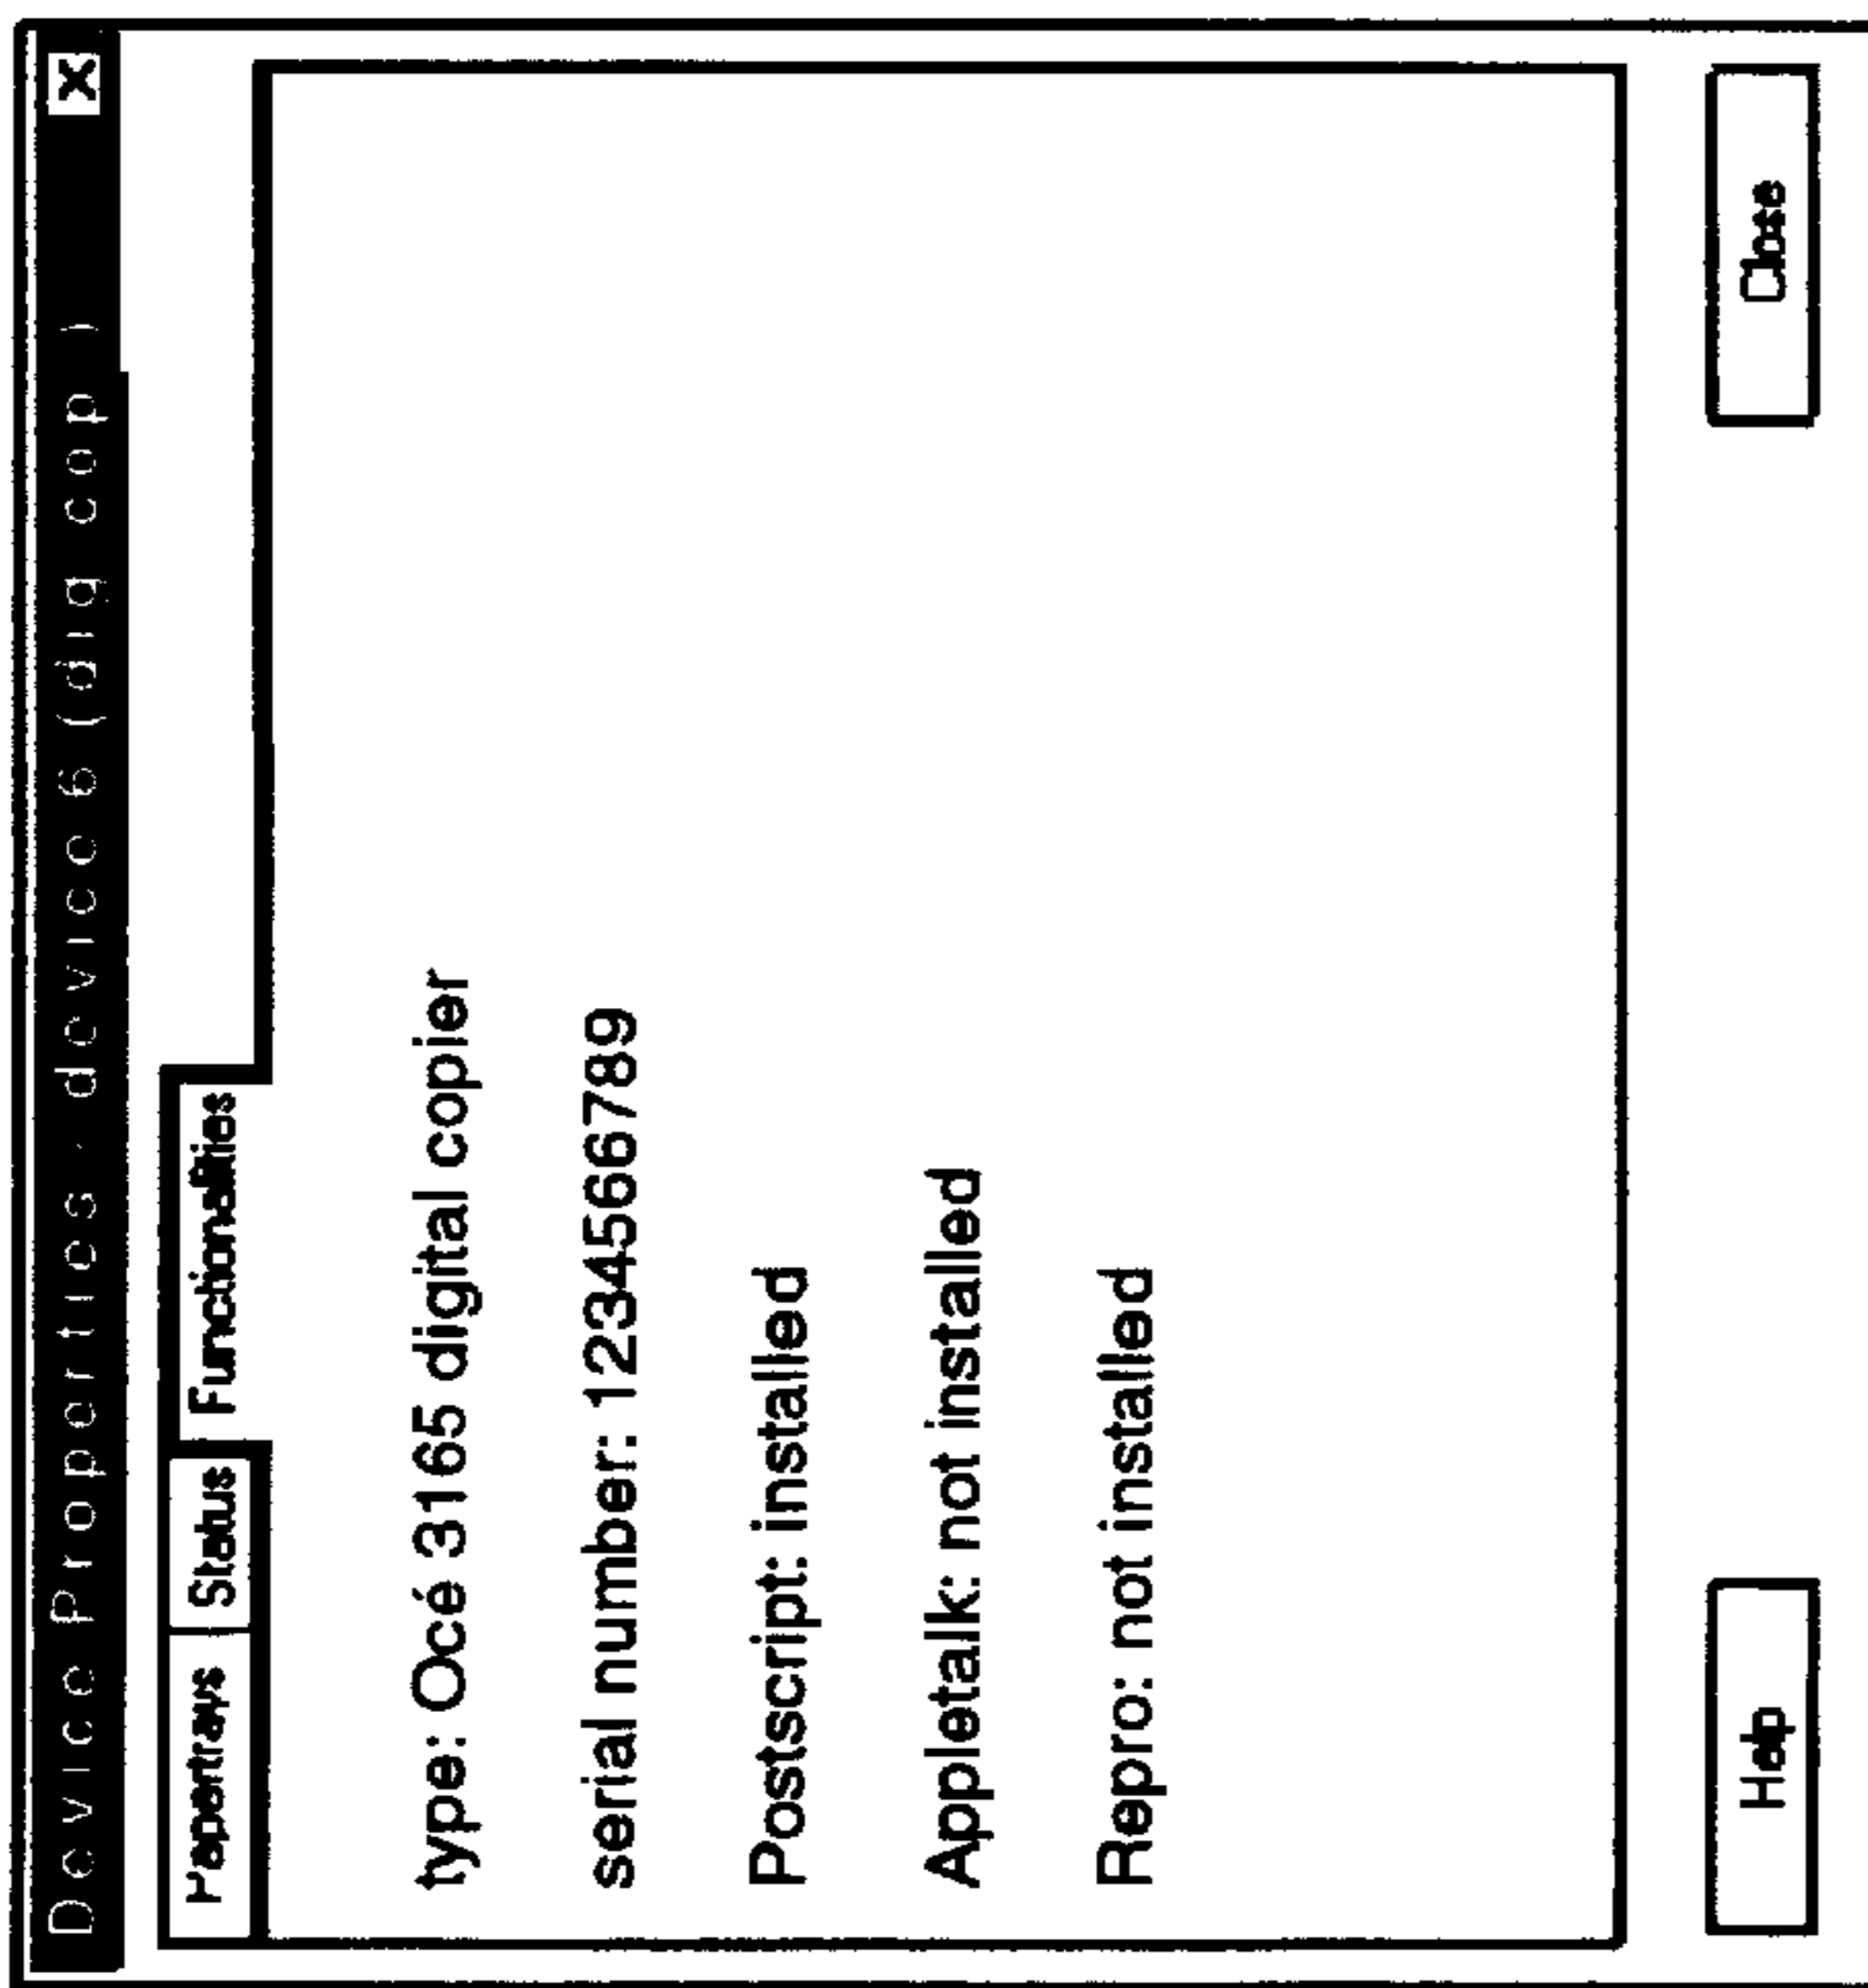 Device Properties - device 6 (dig cop)
X
Papertrays Status Functionalities
type: Océ 3165 digital copier
serial number: 1234566789
Postscript: installed
Appletalk: not installed
Repro: not installed
Help Close